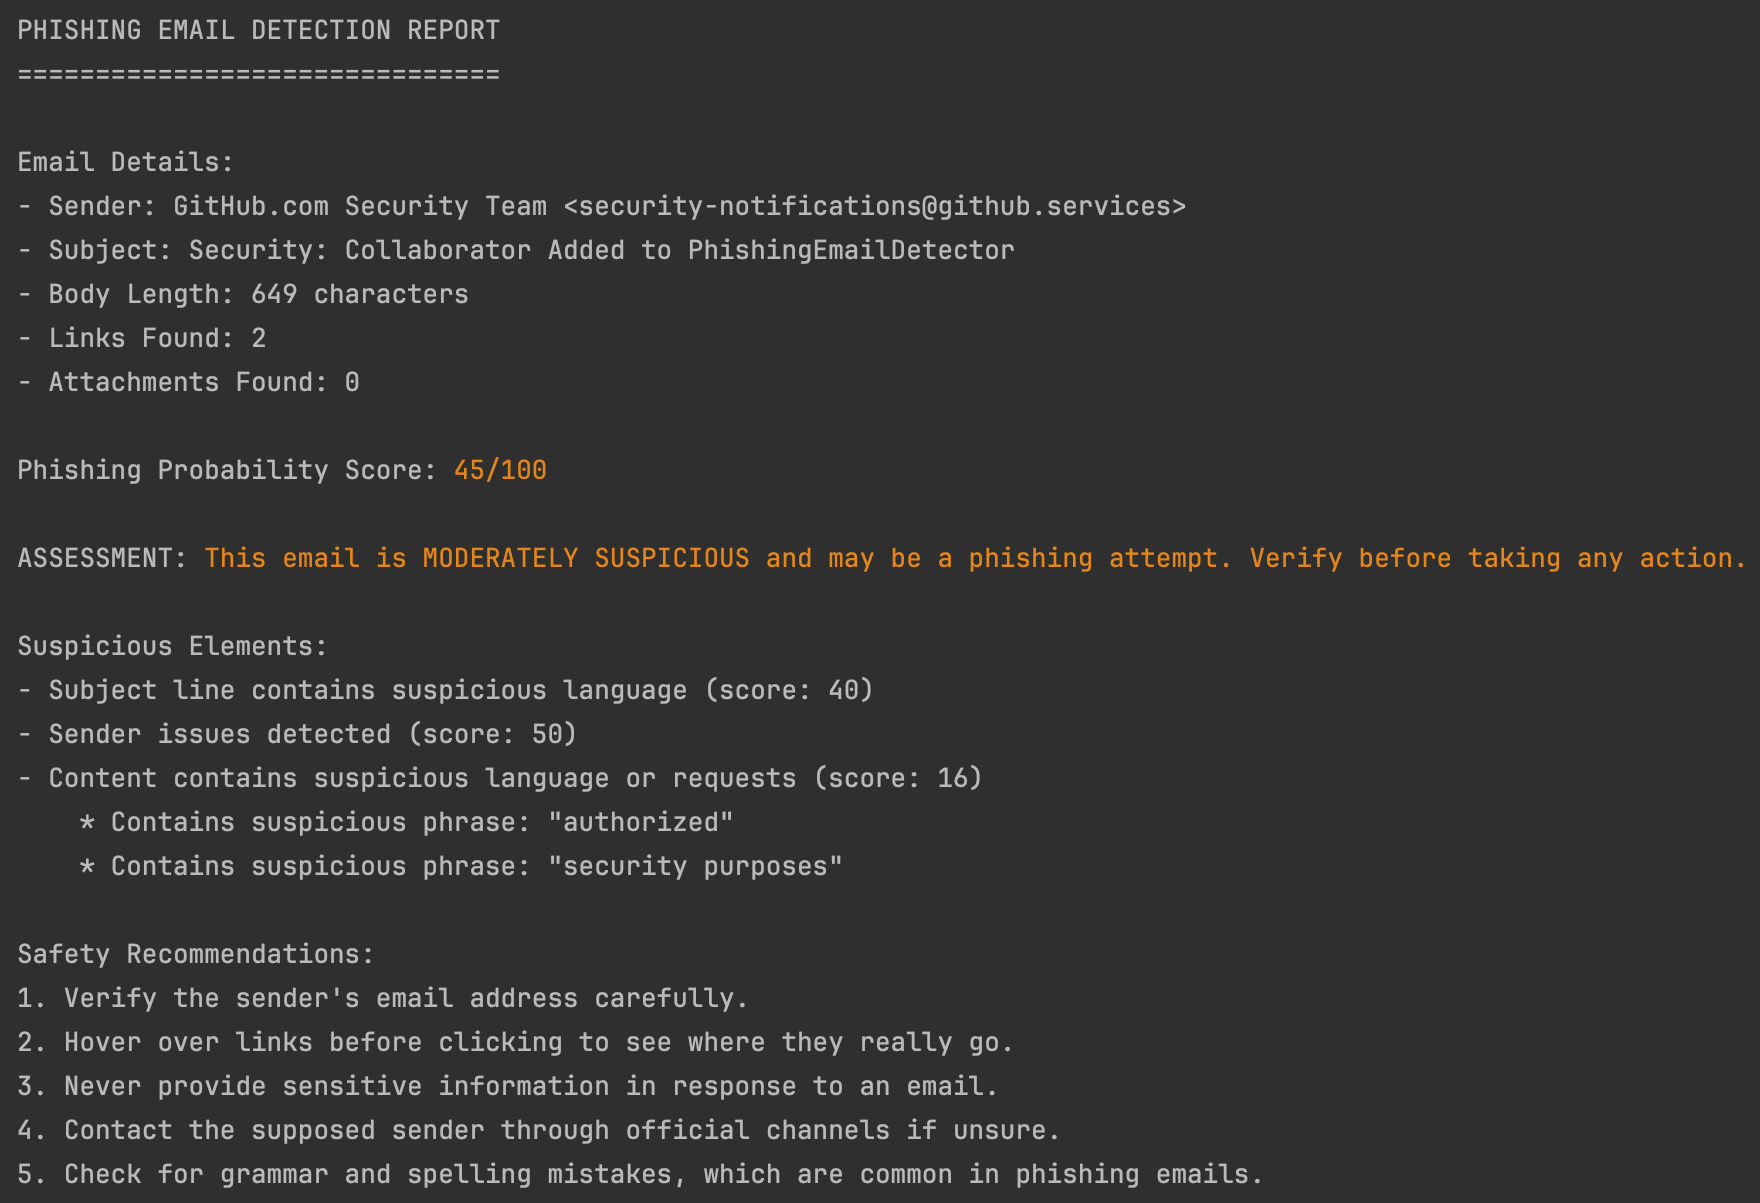 PHISHING EMAIL DETECTION REPORT
===============================
Email Details:
- Sender: GitHub.com Security Team <security-notifications@github.services>
- Subject: Security: Collaborator Added to PhishingEmailDetector
- Body Length: 649 characters
- Links Found: 2
- Attachments Found: 0
Phishing Probability Score: 45/100
ASSESSMENT: This email is MODERATELY SUSPICIOUS and may be a phishing attempt. Verify before taking any action.
Suspicious Elements:
- Subject line contains suspicious language (score: 40)
- Sender issues detected (score: 50)
- Content contains suspicious language or requests (score: 16)
    * Contains suspicious phrase: "authorized"
    * Contains suspicious phrase: "security purposes"
Safety Recommendations:
1. Verify the sender's email address carefully.
2. Hover over links before clicking to see where they really go.
3. Never provide sensitive information in response to an email.
4. Contact the supposed sender through official channels if unsure.
5. Check for grammar and spelling mistakes, which are common in phishing emails.